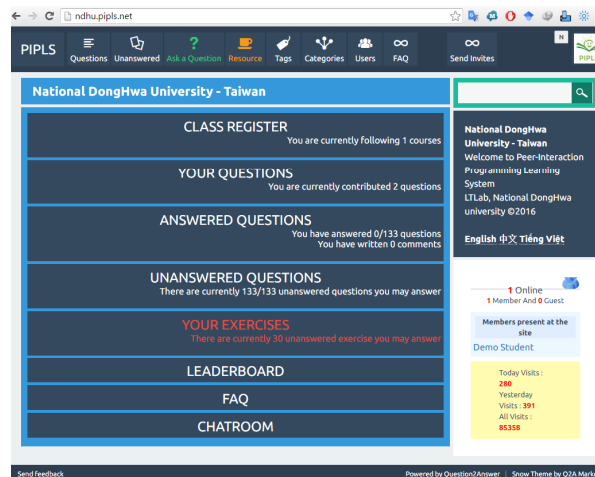 ndhu.pipls.net
PIPLS
Questions
Unanswered
Ask a Question
Resource
Tags
Categories
Users
FAQ
Send Invites
N
PIPL
National DongHwa University - Taiwan
CLASS REGISTER
You are currently following 1 courses
YOUR QUESTIONS
You are currently contributed 2 questions
ANSWERED QUESTIONS
You have answered 0/133 questions
You have written 0 comments
UNANSWERED QUESTIONS
There are currently 133/133 unanswered questions you may answer
YOUR EXERCISES
There are currently 30 unanswered exercise you may answer
LEADERBOARD
FAQ
CHATROOM
National DongHwa
University - Taiwan
Welcome to Peer-Interaction
Programming Learning
System
LTLab, National DongHwa
university ©2016
English 中文 Tiếng Việt
1 Online
1 Member And 0 Guest
Members present at the
site
Demo Student
Today Visits :
280
Yesterday
Visits : 391
All Visits :
85358
Send feedback
Powered by Question2Answer | Snow Theme by Q2A Marke